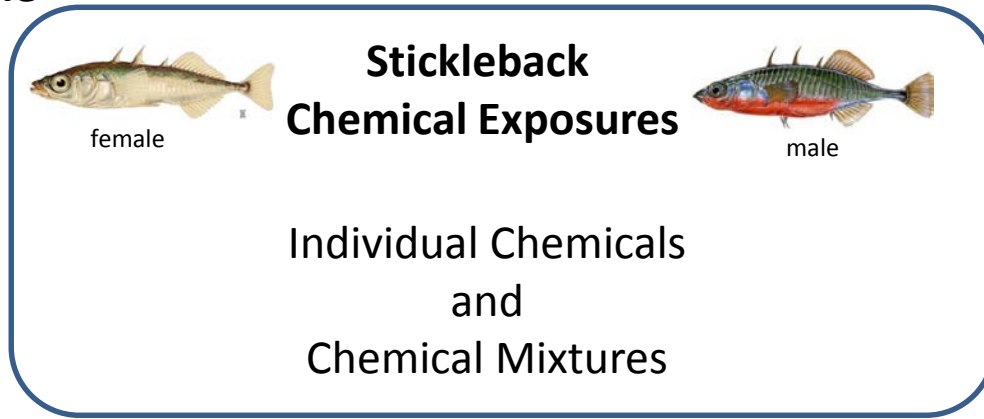 Stickleback
Chemical Exposures
female
male
Individual Chemicals
and
Chemical Mixtures